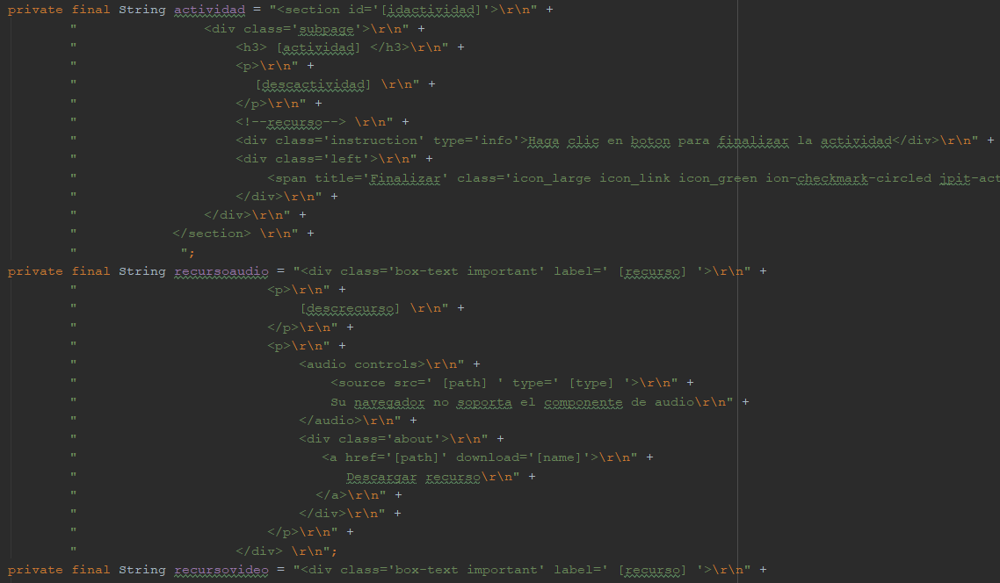 private final String actividad = "<section id='[idactividad]'>\r\n" +
"                <div class='subpage'>\r\n" +
"                    <h3> [actividad] </h3>\r\n" +
"                    <p>\r\n" +
"                      [descactividad] \r\n" +
"                    </p>\r\n" +
"                    <!--recurso--> \r\n" +
"                    <div class='instruction' type='info'>Haga clic en boton para finalizar la actividad</div>\r\n" +
"                    <div class='left'>\r\n" +
"                        <span title='Finalizar' class='icon_large icon_link icon_green ion-checkmark-circled jpit-act
"                    </div>\r\n" +
"                </div>\r\n" +
"            </section> \r\n" +
"             ";
private final String recursoaudio = "<div class='box-text important' label=' [recurso] '>\r\n" +
"                        <p>\r\n" +
"                            [descrecurso] \r\n" +
"                        </p>\r\n" +
"                        <p>\r\n" +
"                            <audio controls>\r\n" +
"                                <source src=' [path] ' type=' [type] '>\r\n" +
"                                Su navegador no soporta el componente de audio\r\n" +
"                            </audio>\r\n" +
"                            <div class='about'>\r\n" +
"                               <a href='[path]' download='[name]'>\r\n" +
"                                  Descargar recurso\r\n" +
"                              </a>\r\n" +
"                            </div>\r\n" +
"                        </p>\r\n" +
"                    </div> \r\n";
private final String recursovideo = "<div class='box-text important' label=' [recurso] '>\r\n" +